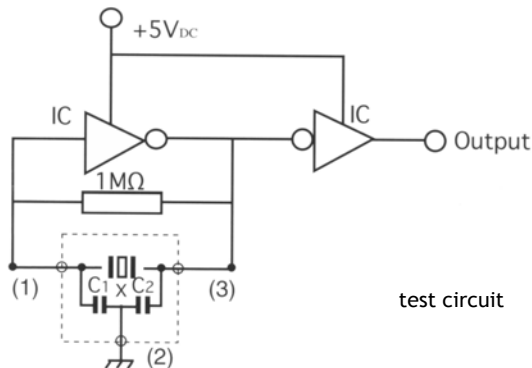 +5VDC
IC
IC
Output
1MΩ
C1 X C2
(1)
(3)
(2)
test circuit